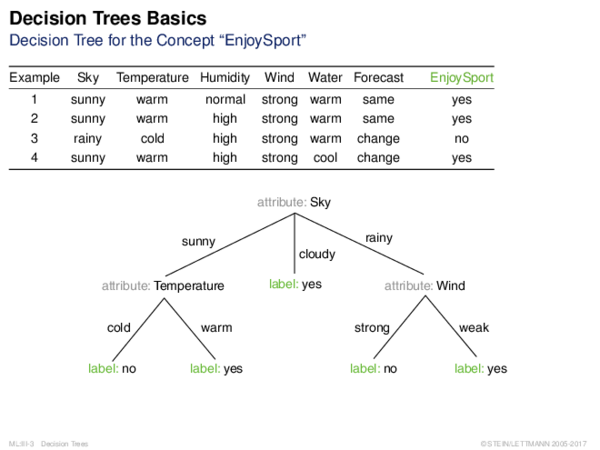 Decision Trees Basics
Decision Tree for the Concept “EnjoySport”
Example Sky Temperature Humidity Wind Water Forecast EnjoySport
1 sunny warm normal strong warm same yes
2 sunny warm high strong warm same yes
3 rainy cold high strong warm change no
4 sunny warm high strong cool change yes
attribute: Sky
sunny cloudy rainy
attribute: Temperature label: yes attribute: Wind
cold warm strong weak
label: no label: yes label: no label: yes
ML:III-3 Decision Trees © STEIN/LETTMANN 2005-2017